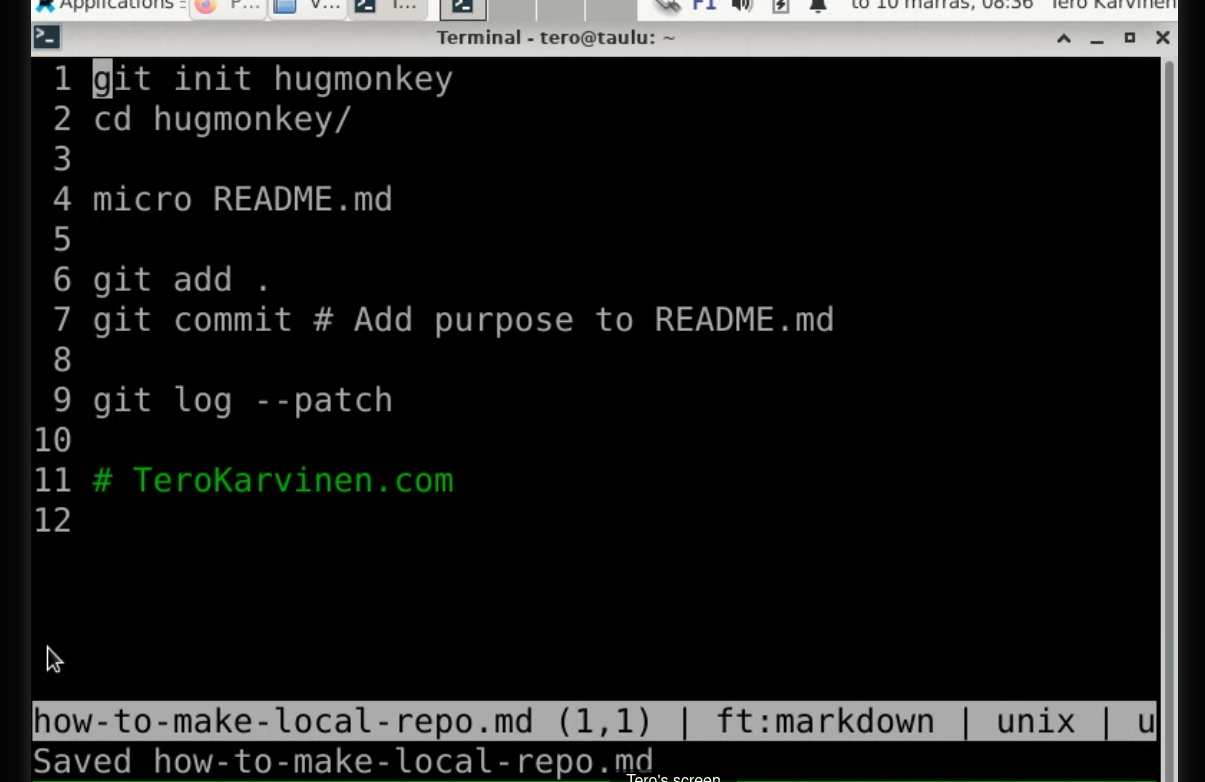 Applications
P...
V...
FI
to 10 marras, 08:36
Tero Karvinen
Terminal - tero@taulu: ~
1 git init hugmonkey
2 cd hugmonkey/
3
4 micro README.md
5
6 git add .
7 git commit # Add purpose to README.md
8
9 git log --patch
10
11 # TeroKarvinen.com
12
how-to-make-local-repo.md (1,1) | ft:markdown | unix | u
Saved how-to-make-local-repo.md
Tero's screen